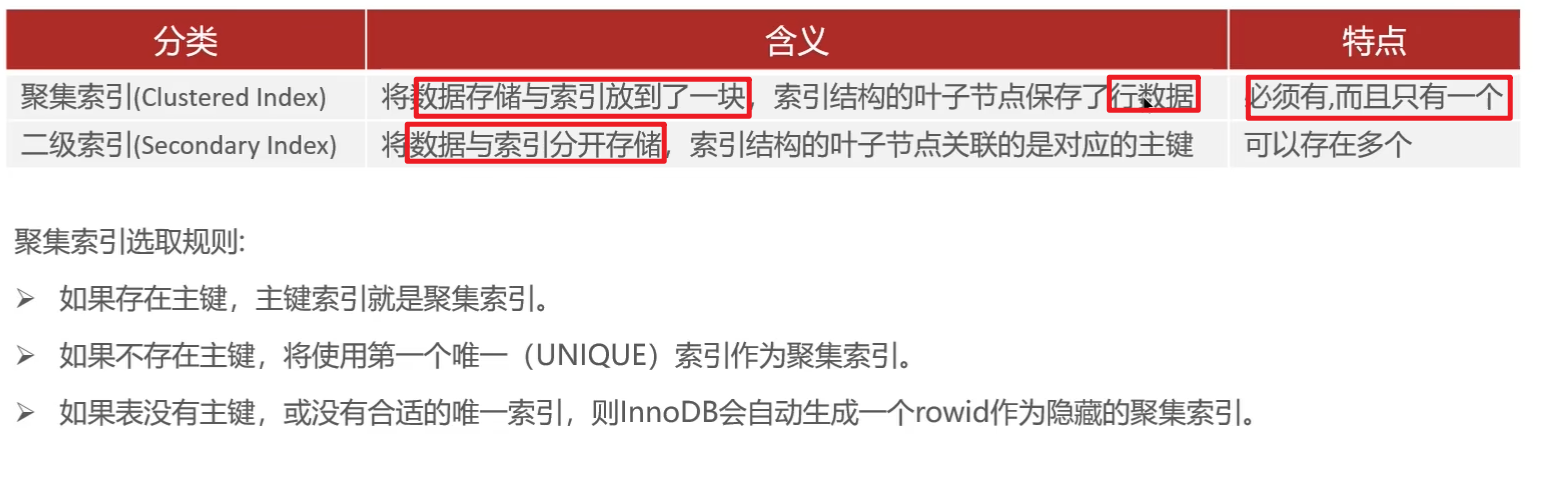 分类 含义 特点
聚集索引(Clustered Index) 将数据存储与索引放到了一块，索引结构的叶子节点保存了行数据 必须有,而且只有一个
二级索引(Secondary Index) 将数据与索引分开存储，索引结构的叶子节点关联的是对应的主键 可以存在多个
聚集索引选取规则:
➢ 如果存在主键，主键索引就是聚集索引。
➢ 如果不存在主键，将使用第一个唯一（UNIQUE）索引作为聚集索引。
➢ 如果表没有主键，或没有合适的唯一索引，则InnoDB会自动生成一个rowid作为隐藏的聚集索引。